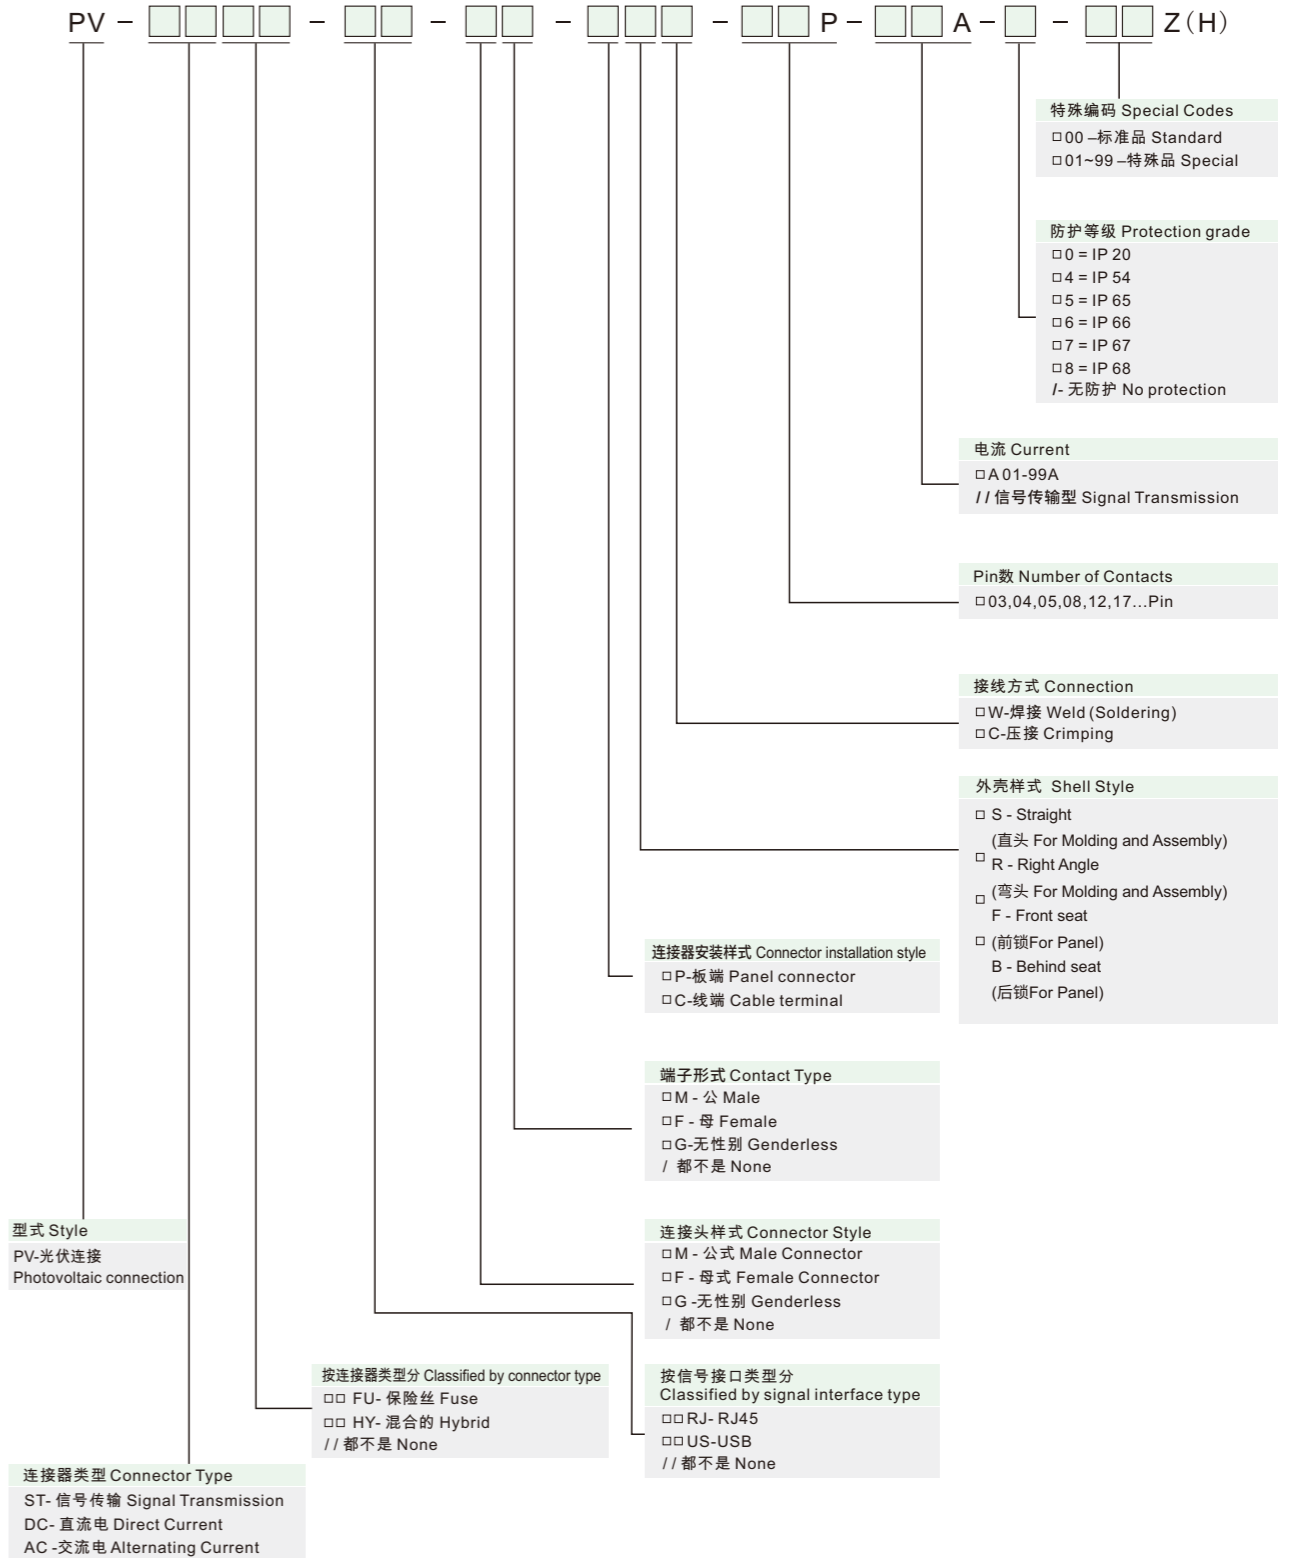 PV - □□□□ - □□ - □□ - □□□ - □□P-□□A-□ - □□Z(H)
特殊编码 Special Codes
□00 –标准品 Standard
□01~99 –特殊品 Special
防护等级 Protection grade
□0 = IP 20
□4 = IP 54
□5 = IP 65
□6 = IP 66
□7 = IP 67
□8 = IP 68
/- 无防护 No protection
电流 Current
□A 01-99A
// 信号传输型 Signal Transmission
Pin数 Number of Contacts
□03,04,05,08,12,17...Pin
接线方式 Connection
□W-焊接 Weld (Soldering)
□C-压接 Crimping
外壳样式 Shell Style
□ S - Straight
(直头 For Molding and Assembly)
□ R - Right Angle
(弯头 For Molding and Assembly)
□ F - Front seat
(前锁For Panel)
□ B - Behind seat
(后锁For Panel)
连接器安装样式 Connector installation style
□P-板端 Panel connector
□C-线端 Cable terminal
端子形式 Contact Type
□M - 公 Male
□F - 母 Female
□G-无性别 Genderless
/ 都不是 None
型式 Style
PV-光伏连接
Photovoltaic connection
连接头样式 Connector Style
□M - 公式 Male Connector
□F - 母式 Female Connector
□G -无性别 Genderless
/ 都不是 None
按连接器类型分 Classified by connector type
□□ FU- 保险丝 Fuse
□□ HY- 混合的 Hybrid
// 都不是 None
按信号接口类型分
Classified by signal interface type
□□RJ- RJ45
□□US-USB
// 都不是 None
连接器类型 Connector Type
ST- 信号传输 Signal Transmission
DC- 直流电 Direct Current
AC -交流电 Alternating Current